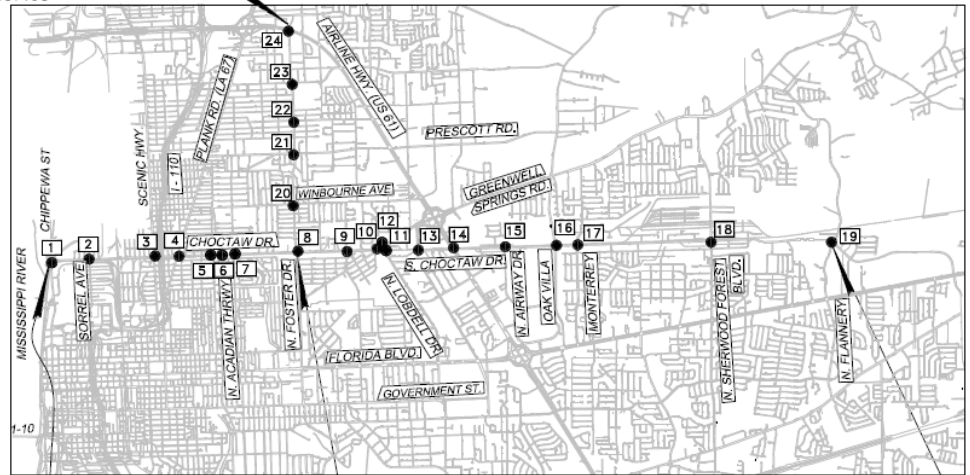 24
AIRLINE HWY. (US 61)
23
PLANK RD. (LA 67)
22
PRESCOTT RD.
21
SCENIC HWY.
I - 110
CHIPPEWA ST
20
WINBOURNE AVE
GREENWELL
SPRINGS RD.
1
2
3
4
CHOCTAW DR.
5
6
7
8
9
10
12
11
13
14
15
16
17
18
19
S. CHOCTAW DR.
MISSISSIPPI RIVER
SORREL AVE
N. ACADIAN THRWY
N. FOSTER DR.
N. LOBDELL DR.
N. AIRWAY DR.
OAK VILLA
MONTERREY
N. SHERWOOD FOREST
BLVD.
N. FLANNERY
FLORIDA BLVD.
GOVERNMENT ST.
1-10